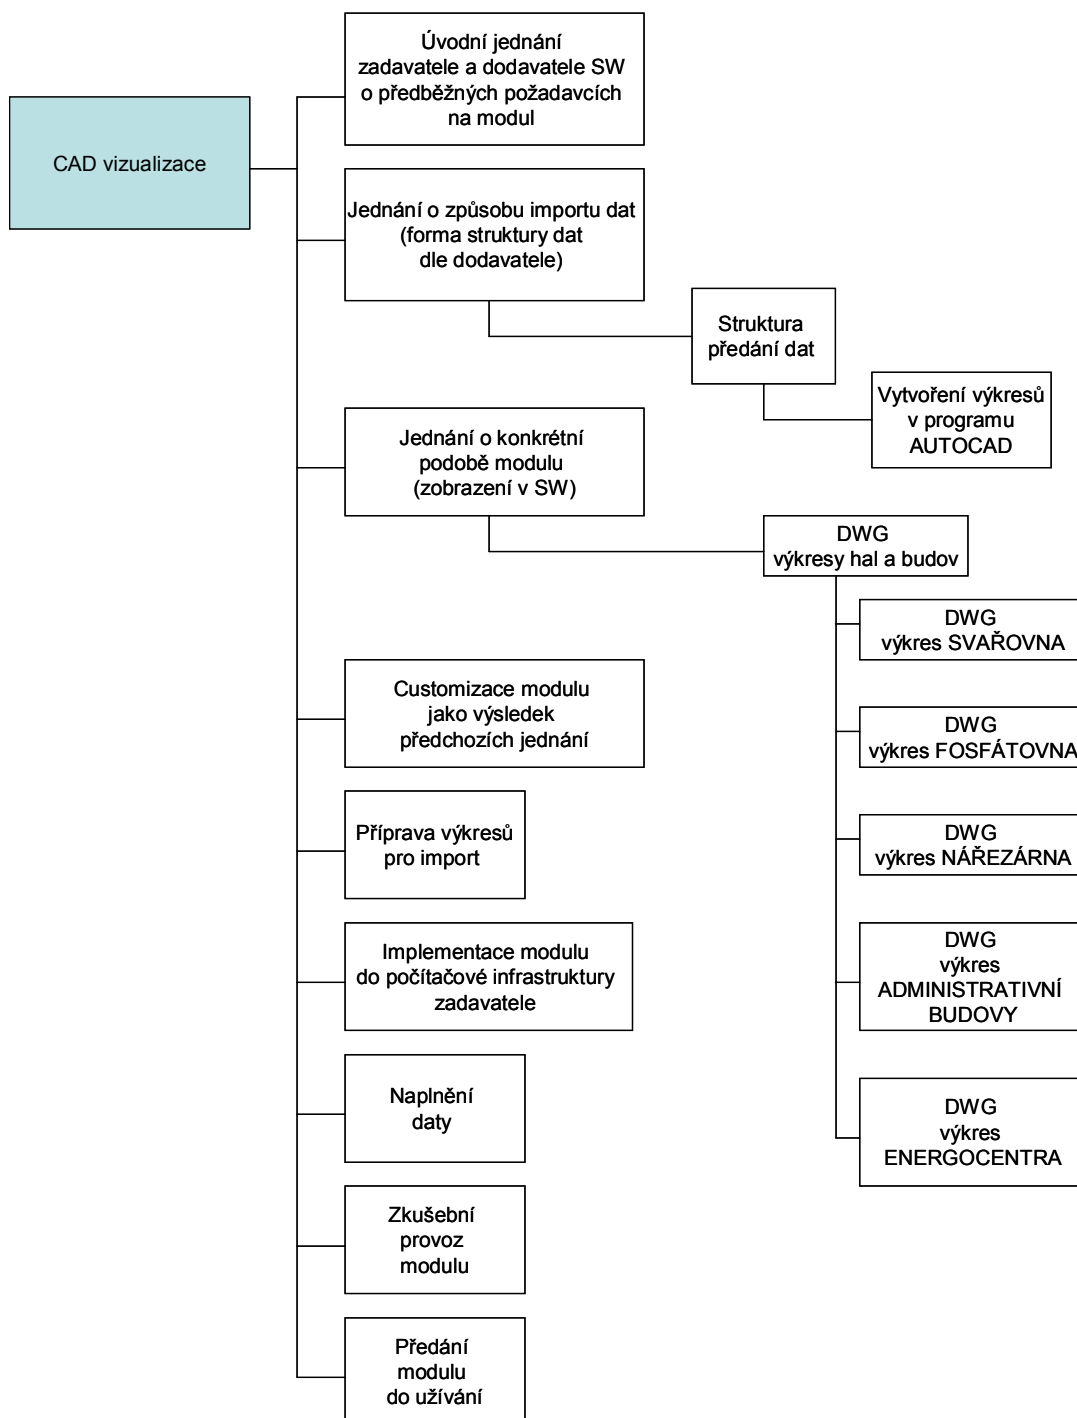 CAD vizualizace
Úvodní jednání
zadavatele a dodavatele SW
o předběžných požadavcích
na modul
Jednání o způsobu importu dat
(forma struktury dat
dle dodavatele)
Struktura
předání dat
Vytvoření výkresů
v programu
AUTOCAD
Jednání o konkrétní
podobě modulu
(zobrazení v SW)
DWG
výkresy hal a budov
DWG
výkres SVAŘOVNA
DWG
výkres FOSFÁTOVNA
DWG
výkres NÁŘEZÁRNA
DWG
výkres
ADMINISTRATIVNÍ
BUDOVY
DWG
výkres
ENERGOCENTRA
Customizace modulu
jako výsledek
předchozích jednání
Příprava výkresů
pro import
Implementace modulu
do počítačové infrastruktury
zadavatele
Naplnění
daty
Zkušební
provoz
modulu
Předání
modulu
do užívání